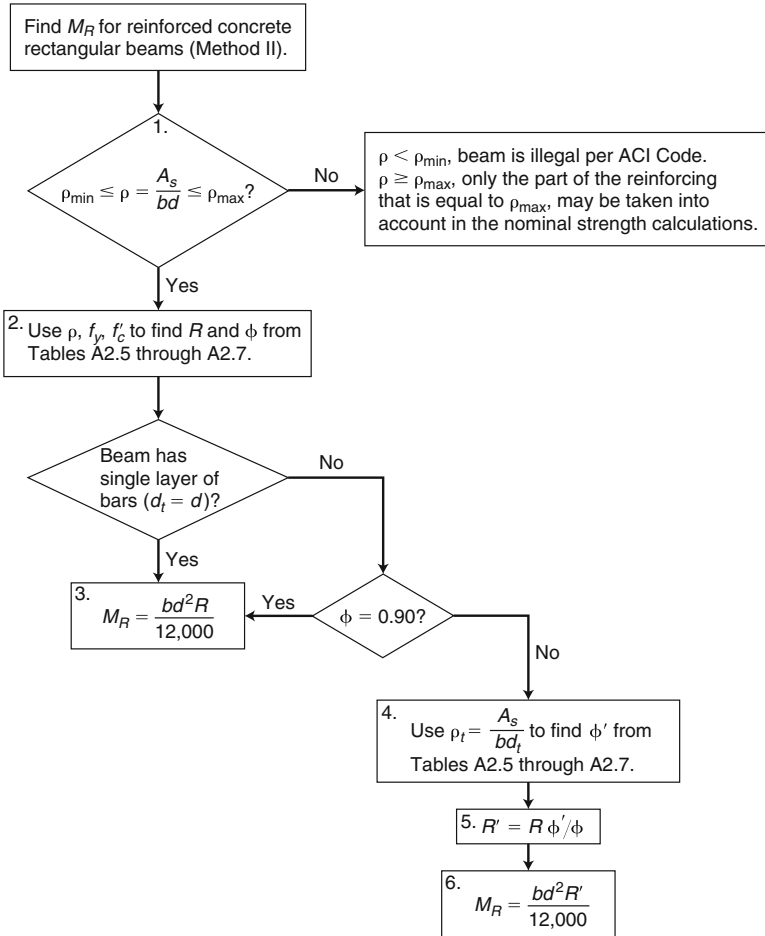 Find M_R for reinforced concrete
rectangular beams (Method II).
1.
ρ_min ≤ ρ = A_s/bd ≤ ρ_max?
No
ρ < ρ_min, beam is illegal per ACI Code.
ρ ≥ ρ_max, only the part of the reinforcing
that is equal to ρ_max, may be taken into
account in the nominal strength calculations.
Yes
2. Use ρ, f_y, f′_c to find R and φ from
Tables A2.5 through A2.7.
Beam has
single layer of
bars (d_t = d)?
No
Yes
3.
M_R = bd²R/12,000
Yes
φ = 0.90?
No
4.
Use ρ_t = A_s/bd_t to find φ′ from
Tables A2.5 through A2.7.
5. R′ = R φ′/φ
6.
M_R = bd²R′/12,000